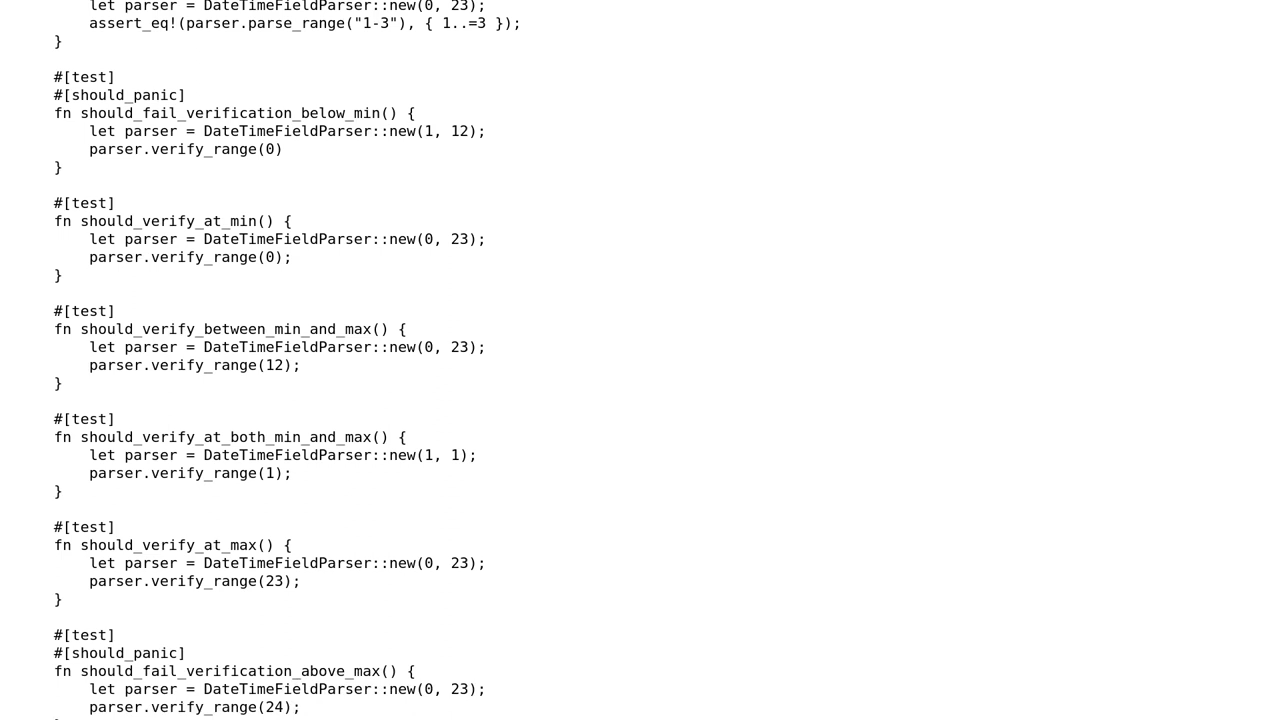 let parser = DateTimeFieldParser::new(0, 23);
    assert_eq!(parser.parse_range("1-3"), { 1..=3 });
}

#[test]
#[should_panic]
fn should_fail_verification_below_min() {
    let parser = DateTimeFieldParser::new(1, 12);
    parser.verify_range(0)
}

#[test]
fn should_verify_at_min() {
    let parser = DateTimeFieldParser::new(0, 23);
    parser.verify_range(0);
}

#[test]
fn should_verify_between_min_and_max() {
    let parser = DateTimeFieldParser::new(0, 23);
    parser.verify_range(12);
}

#[test]
fn should_verify_at_both_min_and_max() {
    let parser = DateTimeFieldParser::new(1, 1);
    parser.verify_range(1);
}

#[test]
fn should_verify_at_max() {
    let parser = DateTimeFieldParser::new(0, 23);
    parser.verify_range(23);
}

#[test]
#[should_panic]
fn should_fail_verification_above_max() {
    let parser = DateTimeFieldParser::new(0, 23);
    parser.verify_range(24);